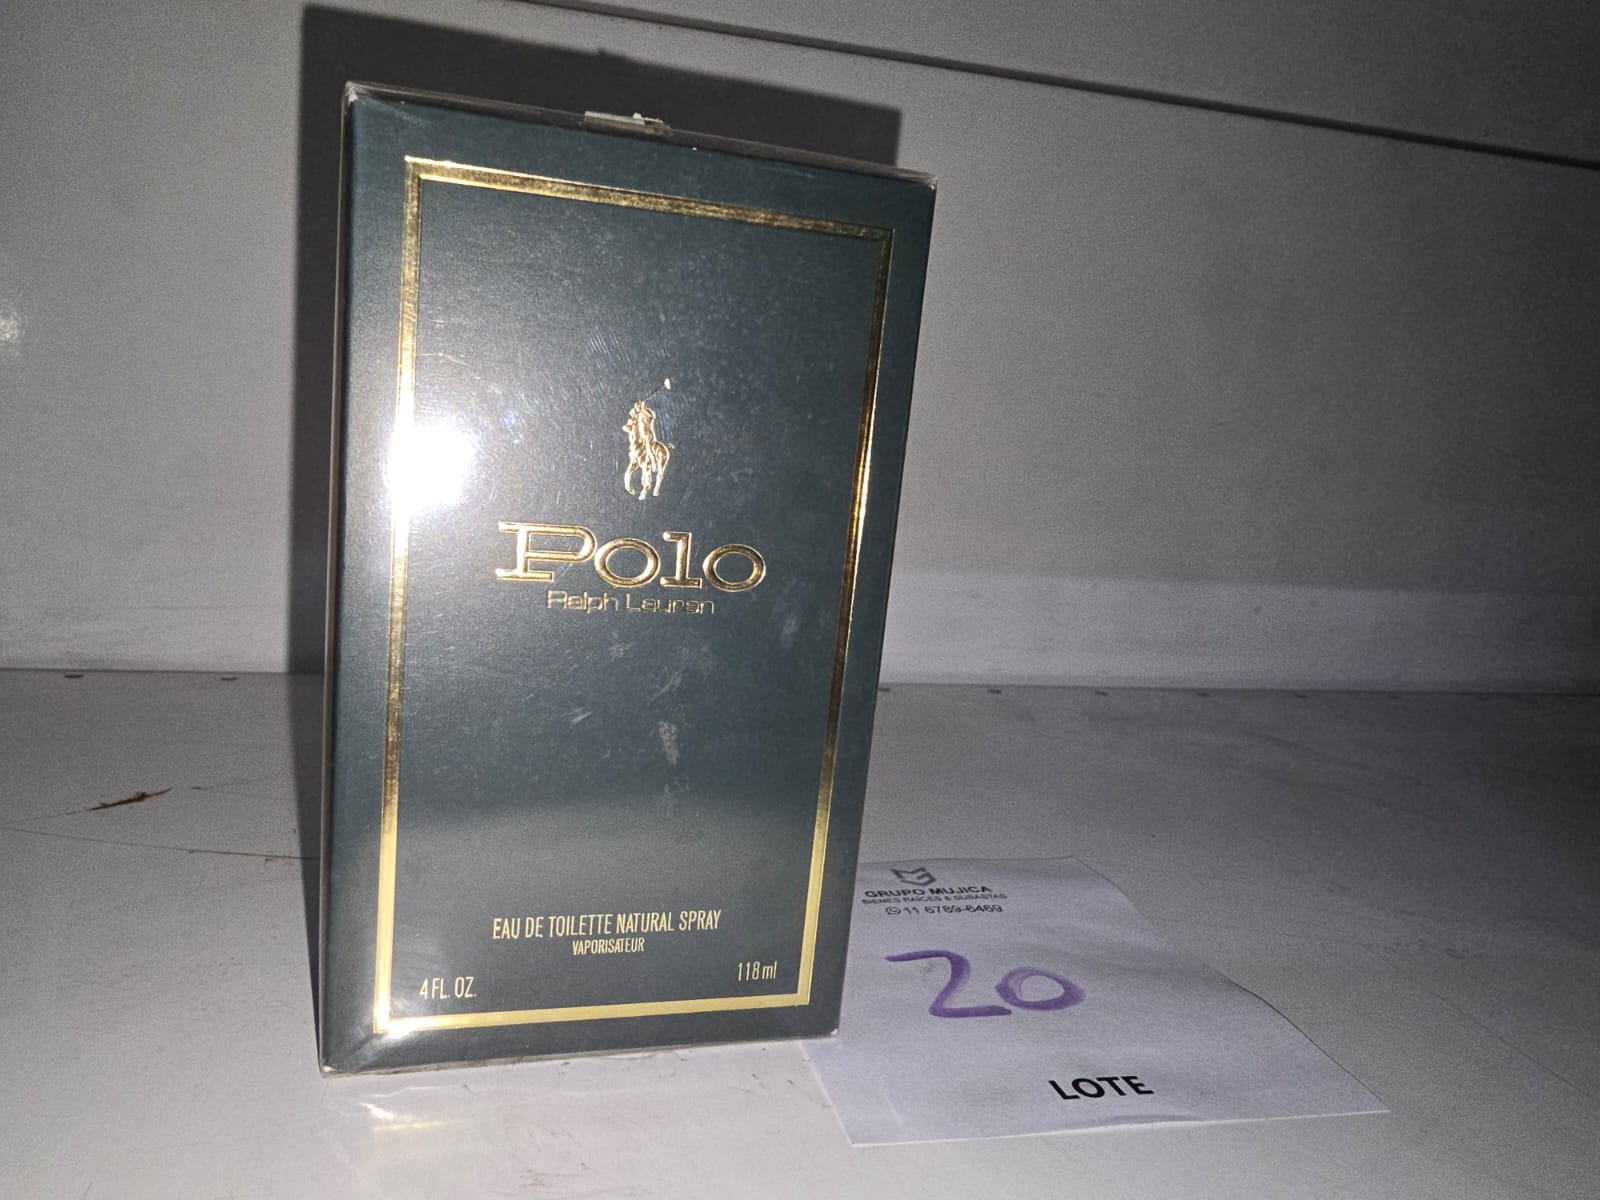 Polo
Ralph Lauren
EAU DE TOILETTE NATURAL SPRAY
VAPORISATEUR
4 FL. OZ.
118 ml
GRUPO MUJICA
BIENES RAÍCES & SUBASTAS
11 6789-6469
20
LOTE